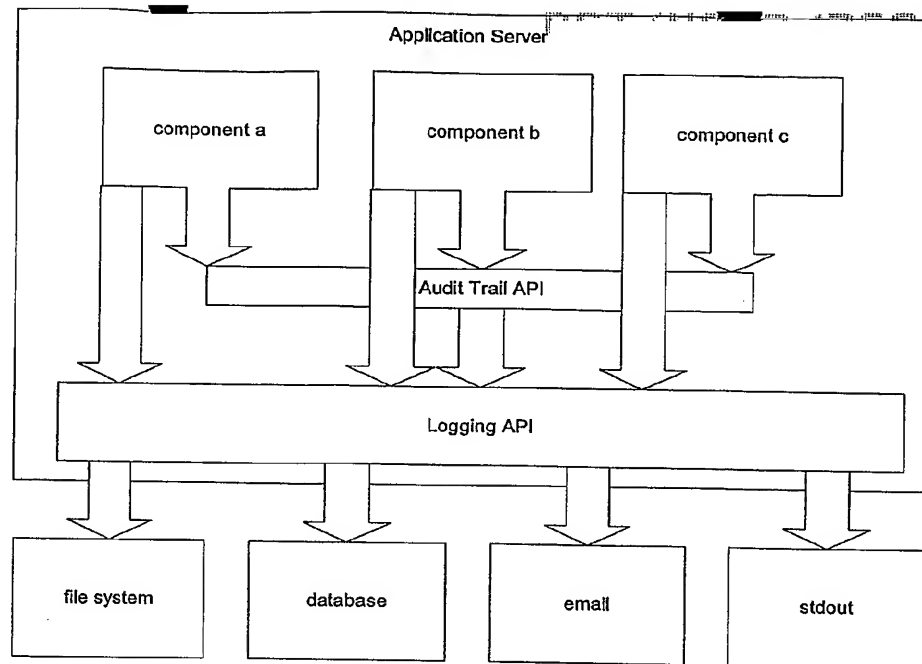 Application Server
component a
component b
component c
Audit Trail API
Logging API
file system
database
email
stdout